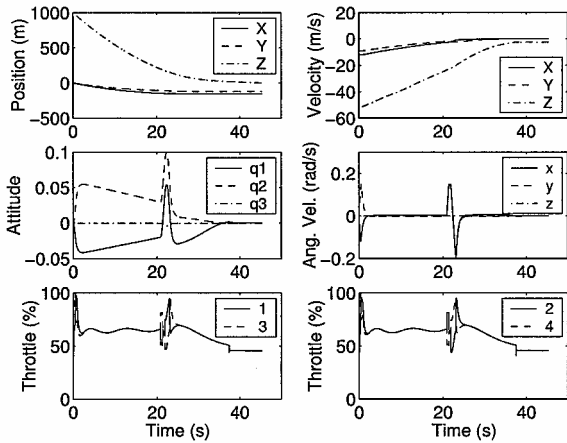 Position (m)
1000
500
0
-500
0
20
40
X
Y
Z
Velocity (m/s)
20
0
-20
-40
-60
0
20
40
X
Y
Z
Attitude
0.1
0.05
0
-0.05
0
20
40
q1
q2
q3
Ang. Vel. (rad/s)
0.2
0
-0.2
0
20
40
x
y
z
Throttle (%)
100
50
0
0
20
40
Time (s)
1
3
Throttle (%)
100
50
0
0
20
40
Time (s)
2
4